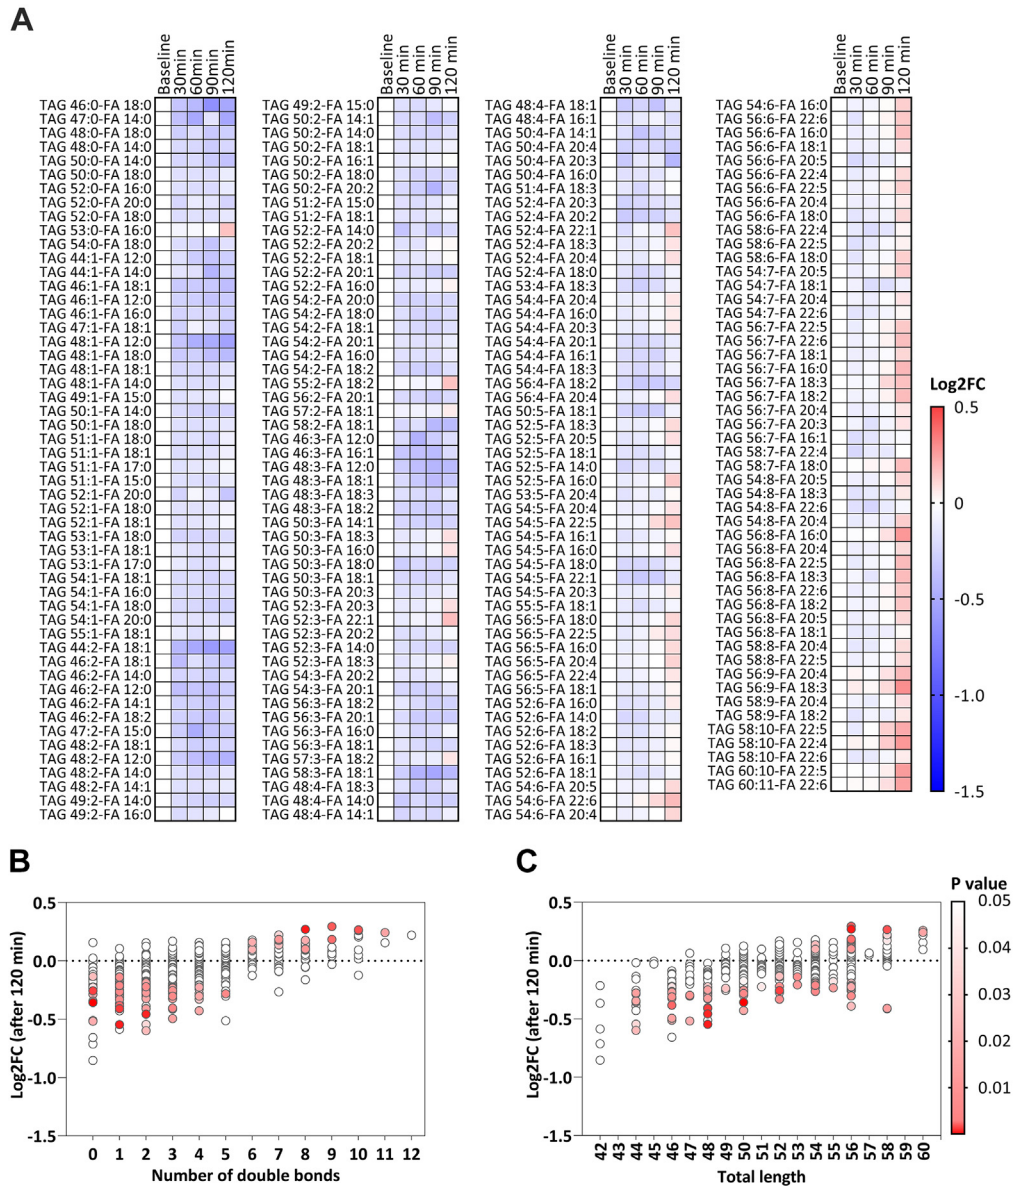 A
Baseline
30min
60min
90min
120min
TAG 46:0-FA 18:0
TAG 47:0-FA 14:0
TAG 48:0-FA 18:0
TAG 48:0-FA 14:0
TAG 50:0-FA 14:0
TAG 50:0-FA 18:0
TAG 52:0-FA 16:0
TAG 52:0-FA 20:0
TAG 52:0-FA 18:0
TAG 53:0-FA 16:0
TAG 54:0-FA 18:0
TAG 44:1-FA 12:0
TAG 44:1-FA 14:0
TAG 46:1-FA 18:1
TAG 46:1-FA 12:0
TAG 46:1-FA 16:0
TAG 47:1-FA 18:1
TAG 48:1-FA 12:0
TAG 48:1-FA 18:0
TAG 48:1-FA 18:1
TAG 48:1-FA 14:0
TAG 49:1-FA 15:0
TAG 50:1-FA 14:0
TAG 50:1-FA 18:0
TAG 51:1-FA 18:1
TAG 51:1-FA 17:0
TAG 51:1-FA 15:0
TAG 52:1-FA 20:0
TAG 52:1-FA 18:0
TAG 52:1-FA 18:1
TAG 53:1-FA 18:0
TAG 53:1-FA 18:1
TAG 53:1-FA 17:0
TAG 54:1-FA 18:1
TAG 54:1-FA 16:0
TAG 54:1-FA 18:0
TAG 54:1-FA 20:0
TAG 55:1-FA 18:1
TAG 44:2-FA 18:1
TAG 46:2-FA 18:1
TAG 46:2-FA 14:0
TAG 46:2-FA 12:0
TAG 46:2-FA 14:1
TAG 46:2-FA 18:2
TAG 47:2-FA 15:0
TAG 48:2-FA 18:1
TAG 48:2-FA 12:0
TAG 48:2-FA 14:0
TAG 48:2-FA 14:1
TAG 49:2-FA 14:0
TAG 49:2-FA 16:0
Baseline
30 min
60 min
90 min
120 min
TAG 49:2-FA 15:0
TAG 50:2-FA 14:1
TAG 50:2-FA 14:0
TAG 50:2-FA 18:1
TAG 50:2-FA 16:1
TAG 50:2-FA 18:0
TAG 50:2-FA 20:2
TAG 51:2-FA 15:0
TAG 51:2-FA 18:1
TAG 52:2-FA 14:0
TAG 52:2-FA 20:2
TAG 52:2-FA 18:1
TAG 52:2-FA 20:1
TAG 52:2-FA 16:0
TAG 54:2-FA 20:0
TAG 54:2-FA 18:0
TAG 54:2-FA 18:1
TAG 54:2-FA 20:1
TAG 54:2-FA 16:0
TAG 54:2-FA 18:2
TAG 55:2-FA 18:2
TAG 56:2-FA 20:1
TAG 57:2-FA 18:1
TAG 58:2-FA 18:1
TAG 46:3-FA 12:0
TAG 46:3-FA 16:1
TAG 48:3-FA 12:0
TAG 48:3-FA 18:1
TAG 48:3-FA 18:3
TAG 48:3-FA 18:2
TAG 50:3-FA 14:1
TAG 50:3-FA 18:3
TAG 50:3-FA 16:0
TAG 50:3-FA 18:0
TAG 50:3-FA 18:1
TAG 50:3-FA 20:3
TAG 52:3-FA 20:3
TAG 52:3-FA 22:1
TAG 52:3-FA 20:2
TAG 52:3-FA 14:0
TAG 52:3-FA 18:3
TAG 54:3-FA 20:2
TAG 54:3-FA 20:1
TAG 56:3-FA 18:2
TAG 56:3-FA 20:1
TAG 56:3-FA 16:0
TAG 56:3-FA 18:1
TAG 57:3-FA 18:2
TAG 58:3-FA 18:1
TAG 48:4-FA 18:3
TAG 48:4-FA 14:0
TAG 48:4-FA 14:1
Baseline
30 min
60 min
90 min
120 min
TAG 48:4-FA 18:1
TAG 48:4-FA 16:1
TAG 50:4-FA 14:1
TAG 50:4-FA 20:4
TAG 50:4-FA 20:3
TAG 50:4-FA 16:0
TAG 51:4-FA 18:3
TAG 52:4-FA 20:3
TAG 52:4-FA 20:2
TAG 52:4-FA 22:1
TAG 52:4-FA 18:3
TAG 52:4-FA 20:4
TAG 52:4-FA 18:0
TAG 53:4-FA 18:3
TAG 54:4-FA 20:4
TAG 54:4-FA 16:0
TAG 54:4-FA 20:3
TAG 54:4-FA 20:1
TAG 54:4-FA 16:1
TAG 54:4-FA 18:3
TAG 56:4-FA 18:2
TAG 56:4-FA 20:4
TAG 50:5-FA 18:1
TAG 52:5-FA 18:3
TAG 52:5-FA 20:5
TAG 52:5-FA 18:1
TAG 52:5-FA 14:0
TAG 52:5-FA 16:0
TAG 53:5-FA 20:4
TAG 54:5-FA 20:4
TAG 54:5-FA 22:5
TAG 54:5-FA 16:1
TAG 54:5-FA 16:0
TAG 54:5-FA 18:0
TAG 54:5-FA 22:1
TAG 54:5-FA 20:3
TAG 55:5-FA 18:1
TAG 56:5-FA 18:0
TAG 56:5-FA 22:5
TAG 56:5-FA 16:0
TAG 56:5-FA 20:4
TAG 56:5-FA 22:4
TAG 56:5-FA 18:1
TAG 52:6-FA 16:0
TAG 52:6-FA 14:0
TAG 52:6-FA 18:2
TAG 52:6-FA 18:3
TAG 52:6-FA 16:1
TAG 52:6-FA 18:1
TAG 54:6-FA 20:5
TAG 54:6-FA 22:6
TAG 54:6-FA 20:4
Baseline
30 min
60 min
90 min
120 min
TAG 54:6-FA 16:0
TAG 56:6-FA 22:6
TAG 56:6-FA 16:0
TAG 56:6-FA 18:1
TAG 56:6-FA 20:5
TAG 56:6-FA 22:4
TAG 56:6-FA 22:5
TAG 56:6-FA 20:4
TAG 56:6-FA 18:0
TAG 58:6-FA 22:4
TAG 58:6-FA 22:5
TAG 58:6-FA 18:0
TAG 54:7-FA 20:5
TAG 54:7-FA 18:1
TAG 54:7-FA 20:4
TAG 54:7-FA 22:6
TAG 56:7-FA 22:5
TAG 56:7-FA 22:6
TAG 56:7-FA 18:1
TAG 56:7-FA 16:0
TAG 56:7-FA 18:3
TAG 56:7-FA 18:2
TAG 56:7-FA 20:4
TAG 56:7-FA 20:3
TAG 56:7-FA 16:1
TAG 58:7-FA 22:4
TAG 58:7-FA 18:0
TAG 54:8-FA 20:5
TAG 54:8-FA 18:3
TAG 54:8-FA 22:6
TAG 54:8-FA 20:4
TAG 56:8-FA 16:0
TAG 56:8-FA 20:4
TAG 56:8-FA 22:5
TAG 56:8-FA 18:3
TAG 56:8-FA 22:6
TAG 56:8-FA 18:2
TAG 56:8-FA 20:5
TAG 56:8-FA 18:1
TAG 58:8-FA 20:4
TAG 58:8-FA 22:5
TAG 56:9-FA 20:4
TAG 56:9-FA 18:3
TAG 58:9-FA 20:4
TAG 58:9-FA 18:2
TAG 58:10-FA 22:5
TAG 58:10-FA 22:4
TAG 58:10-FA 22:6
TAG 60:10-FA 22:5
TAG 60:11-FA 22:6
Log2FC
0.5
0
-0.5
-1.0
-1.5
B
Log2FC (after 120 min)
0.5
0.0
-0.5
-1.0
-1.5
0 1 2 3 4 5 6 7 8 9 10 11 12
Number of double bonds
C
Log2FC (after 120 min)
0.5
0.0
-0.5
-1.0
-1.5
42 43 44 45 46 47 48 49 50 51 52 53 54 55 56 57 58 59 60
Total length
P value
0.05
0.04
0.03
0.02
0.01